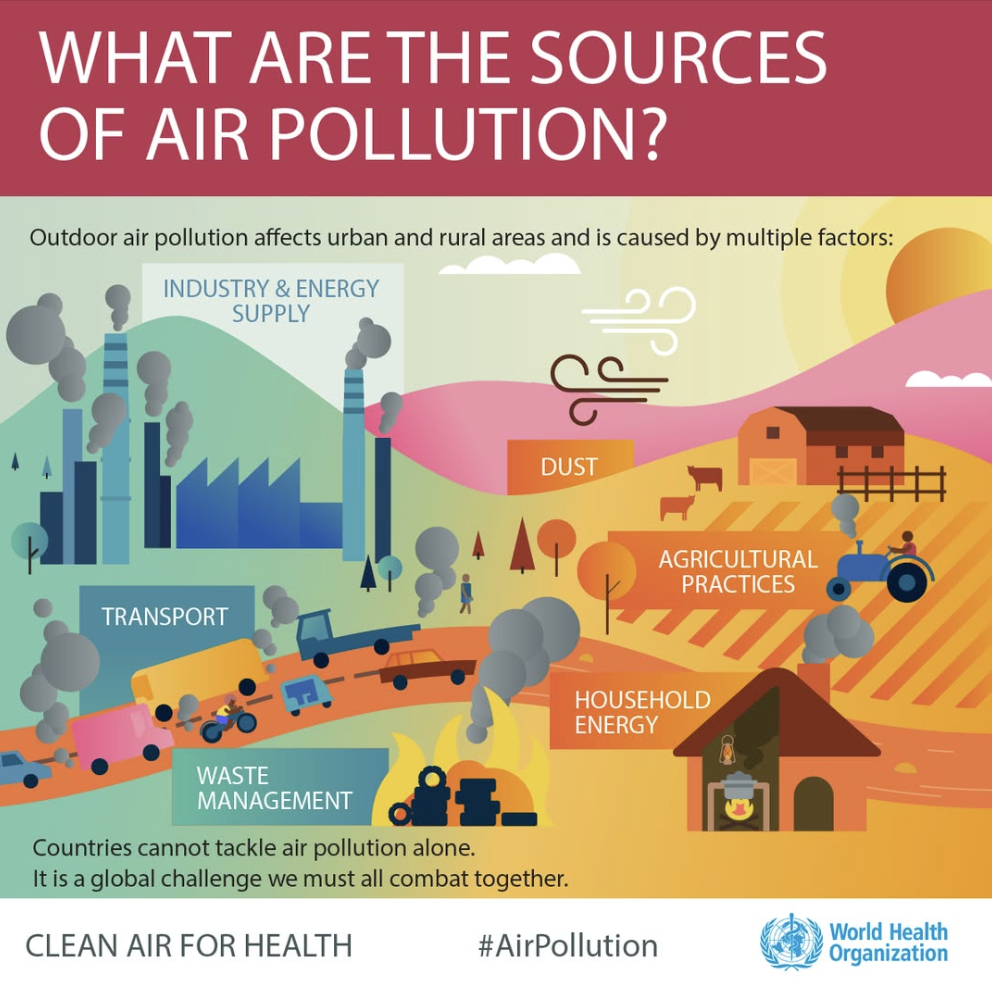 WHAT ARE THE SOURCES
OF AIR POLLUTION?
Outdoor air pollution affects urban and rural areas and is caused by multiple factors:
INDUSTRY & ENERGY
SUPPLY
DUST
AGRICULTURAL
PRACTICES
TRANSPORT
HOUSEHOLD
ENERGY
WASTE
MANAGEMENT
Countries cannot tackle air pollution alone.
It is a global challenge we must all combat together.
CLEAN AIR FOR HEALTH
#AirPollution
World Health
Organization